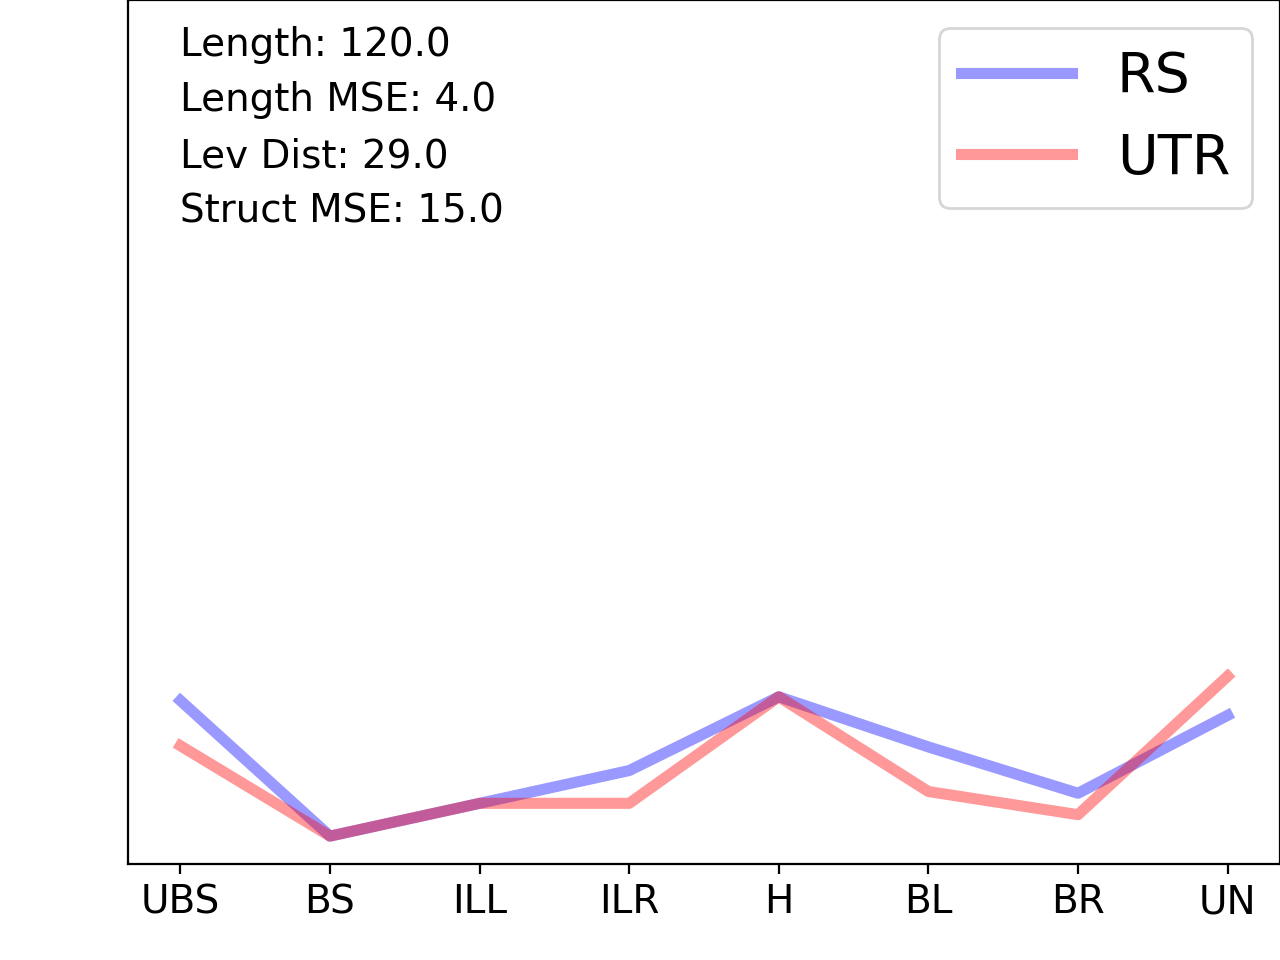 Length: 120.0
Length MSE: 4.0
Lev Dist: 29.0
Struct MSE: 15.0
RS
UTR
UBS BS ILL ILR H BL BR UN